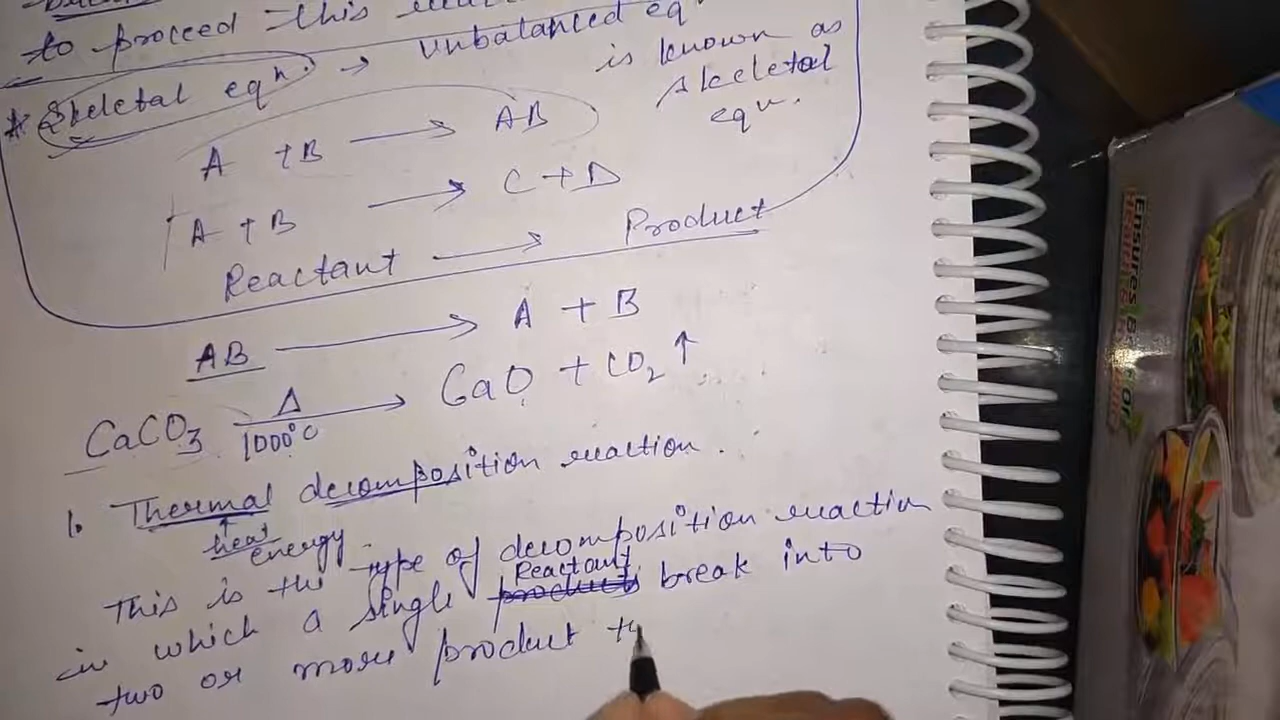 to proceed this
* Skeletal eqⁿ. → unbalanced eqⁿ
is known as
skeletal
eqⁿ.
A + B → AB
A + B → C + D
Reactant → Product
AB → A + B
CaCO₃ Δ 1000°C → CaO + CO₂ ↑
1. Thermal decomposition reaction.
heat energy
This is the type of decomposition reaction
Reactant
in which a single products break into
two or more product
Ensures B